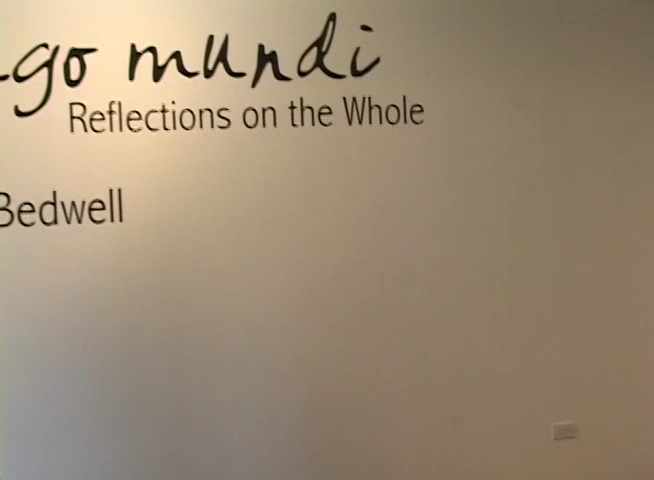 go mundi
Reflections on the Whole
Bedwell